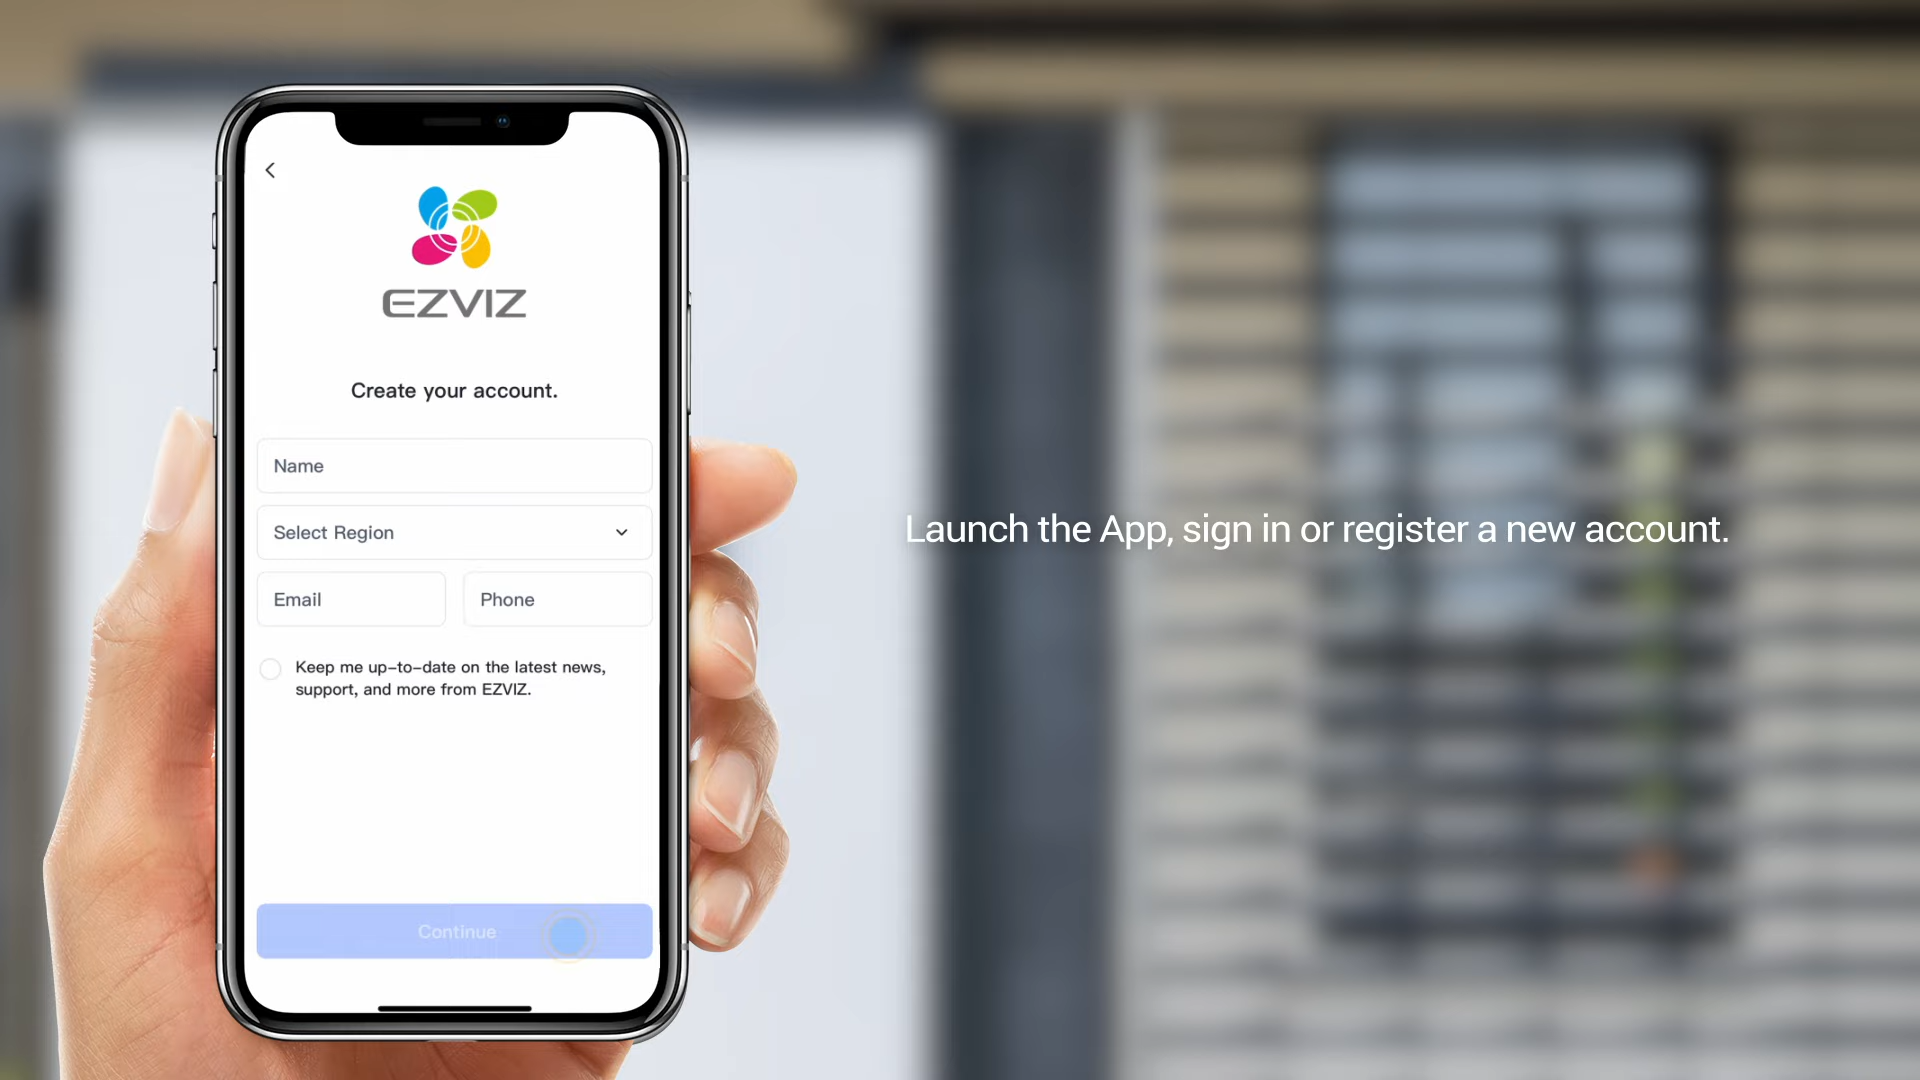 EZVIZ
Create your account.
Name
Select Region
Email
Phone
Keep me up-to-date on the latest news,
support, and more from EZVIZ.
Continue
Launch the App, sign in or register a new account.